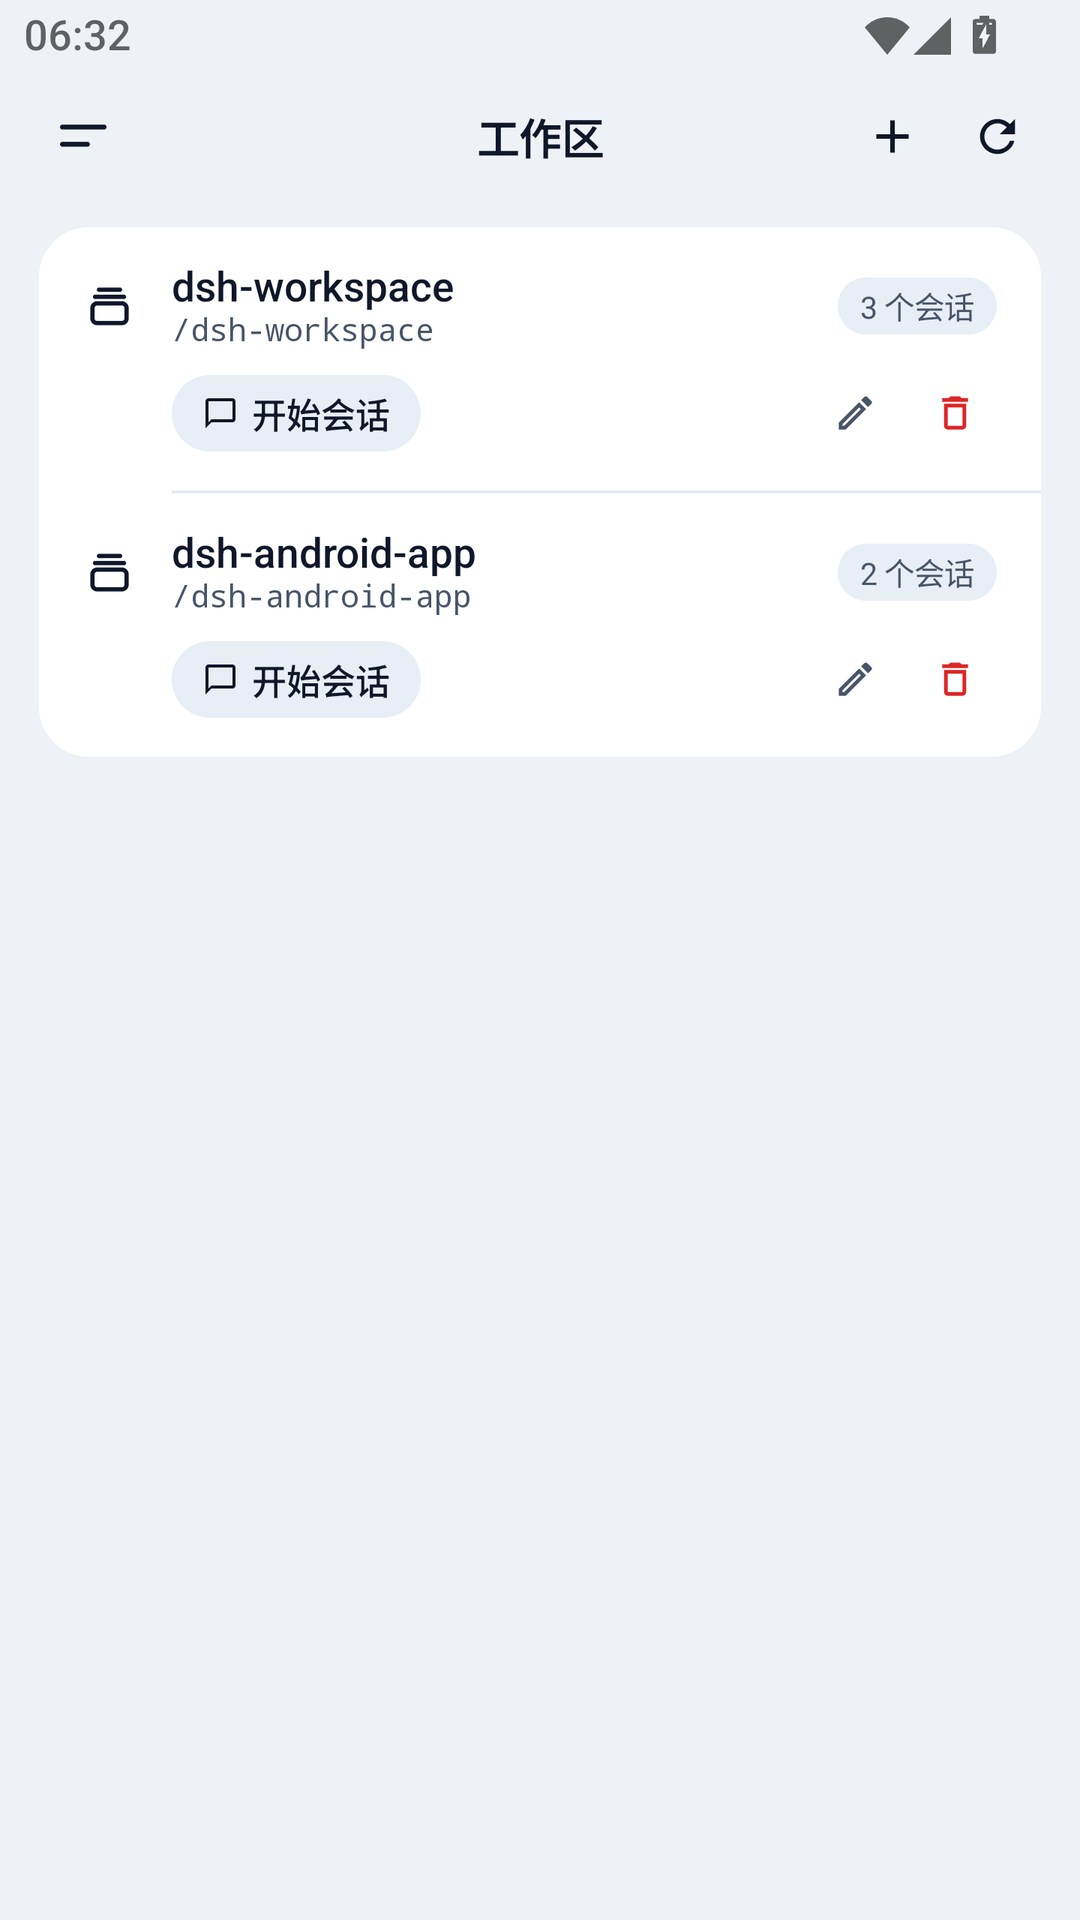 06:32
工作区
dsh-workspace
/dsh-workspace
3 个会话
开始会话
dsh-android-app
/dsh-android-app
2 个会话
开始会话